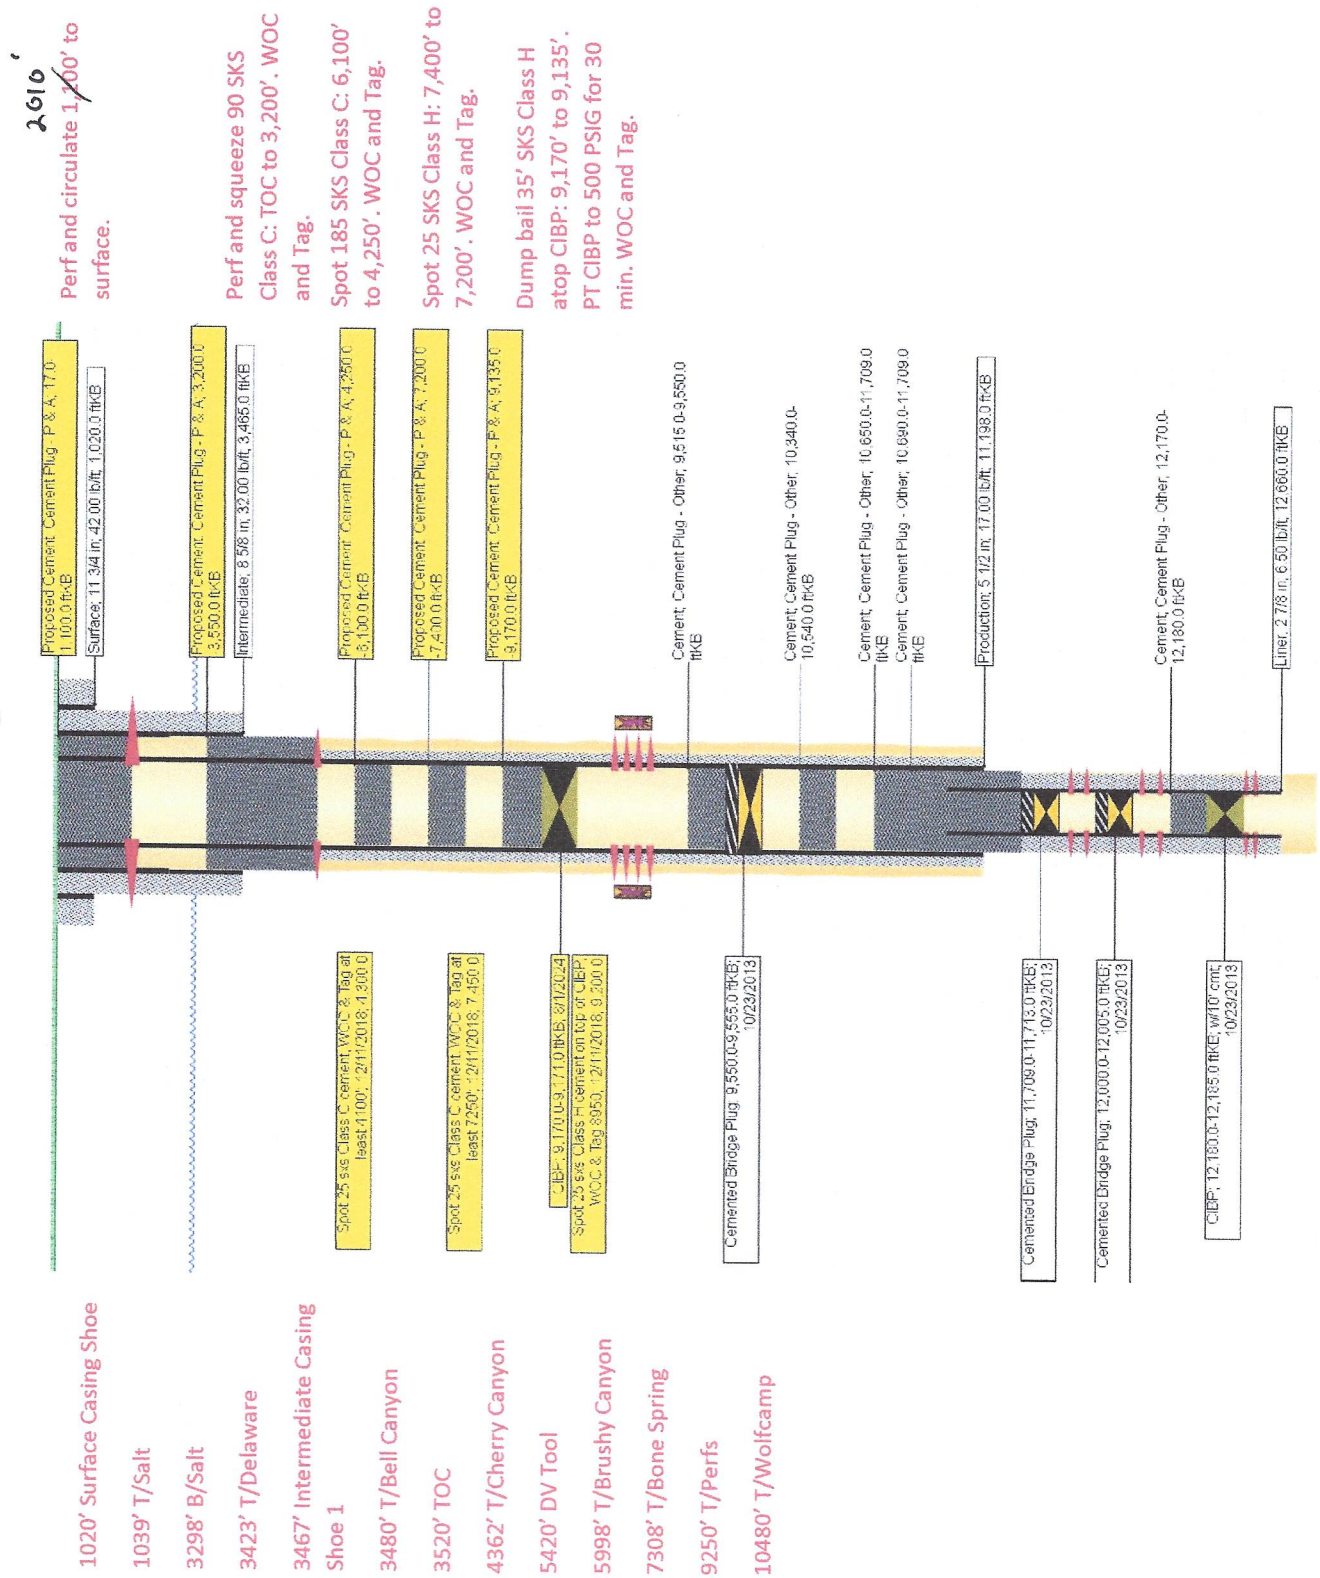 2010'
Perf and circulate 1,100' to
surface.
Perf and squeeze 90 SKS
Class C: TOC to 3,200'. WOC
and Tag.
Spot 185 SKS Class C: 6,100'
to 4,250'. WOC and Tag.
Spot 25 SKS Class H: 7,400' to
7,200'. WOC and Tag.
Dump bail 35' SKS Class H
atop CIBP: 9,170' to 9,135'.
PT CIBP to 500 PSIG for 30
min. WOC and Tag.
Proposed Cement, Cement Plug - P & A; 17.0-
1,100.0 ftKB
Surface; 11 3/4 in; 42.00 lb/ft; 1,020.0 ftKB
Proposed Cement, Cement Plug - P & A; 3,200.0
-3,550.0 ftKB
Intermediate; 8 5/8 in; 32.00 lb/ft; 3,465.0 ftKB
Proposed Cement, Cement Plug - P & A; 4,250.0
-6,100.0 ftKB
Proposed Cement, Cement Plug - P & A; 7,200.0
-7,400.0 ftKB
Proposed Cement, Cement Plug - P & A; 9,135.0
-9,170.0 ftKB
Cement; Cement Plug - Other; 9,515.0-9,550.0
ftKB
Cement; Cement Plug - Other; 10,340.0-
10,540.0 ftKB
Cement; Cement Plug - Other; 10,650.0-11,709.0
ftKB
Cement; Cement Plug - Other; 10,690.0-11,709.0
ftKB
Production; 5 1/2 in; 17.00 lb/ft; 11,198.0 ftKB
Cement; Cement Plug - Other; 12,170.0-
12,180.0 ftKB
Liner; 2 7/8 in; 6.50 lb/ft; 12,660.0 ftKB
Spot 25 sxs Class C cement, WOC & Tag at
least 4100'; 12/11/2018; 4,300.0
Spot 25 sxs Class C cement, WOC & Tag at
least 7250'; 12/11/2018; 7,450.0
CIBP; 9,170.0-9,171.0 ftKB; 8/1/2024
Spot 25 sxs Class H cement on top of CIBP,
WOC & Tag 8950; 12/11/2018; 9,200.0
Cemented Bridge Plug; 9,550.0-9,555.0 ftKB;
10/23/2013
Cemented Bridge Plug; 11,709.0-11,713.0 ftKB;
10/23/2013
Cemented Bridge Plug; 12,000.0-12,005.0 ftKB;
10/23/2013
CIBP; 12,180.0-12,185.0 ftKB; w/10' cmt;
10/23/2013
1020' Surface Casing Shoe
1039' T/Salt
3298' B/Salt
3423' T/Delaware
3467' Intermediate Casing
Shoe 1
3480' T/Bell Canyon
3520' TOC
4362' T/Cherry Canyon
5420' DV Tool
5998' T/Brushy Canyon
7308' T/Bone Spring
9250' T/Perfs
10480' T/Wolfcamp